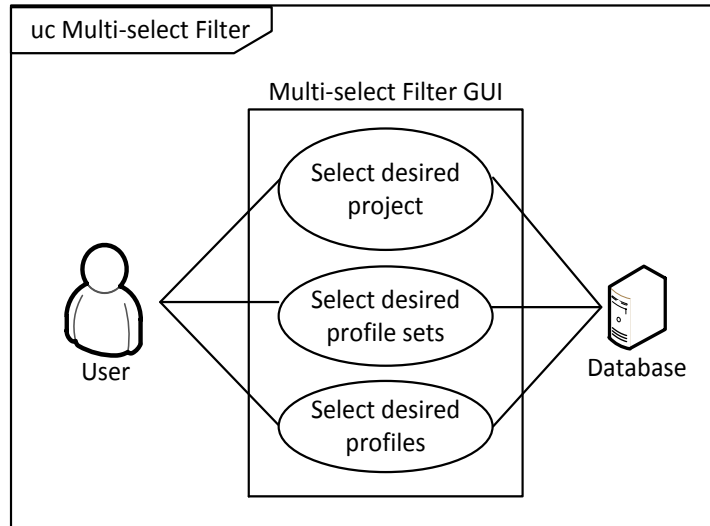 uc Multi-select Filter
Multi-select Filter GUI
Select desired
project
Select desired
profile sets
Select desired
profiles
User
Database